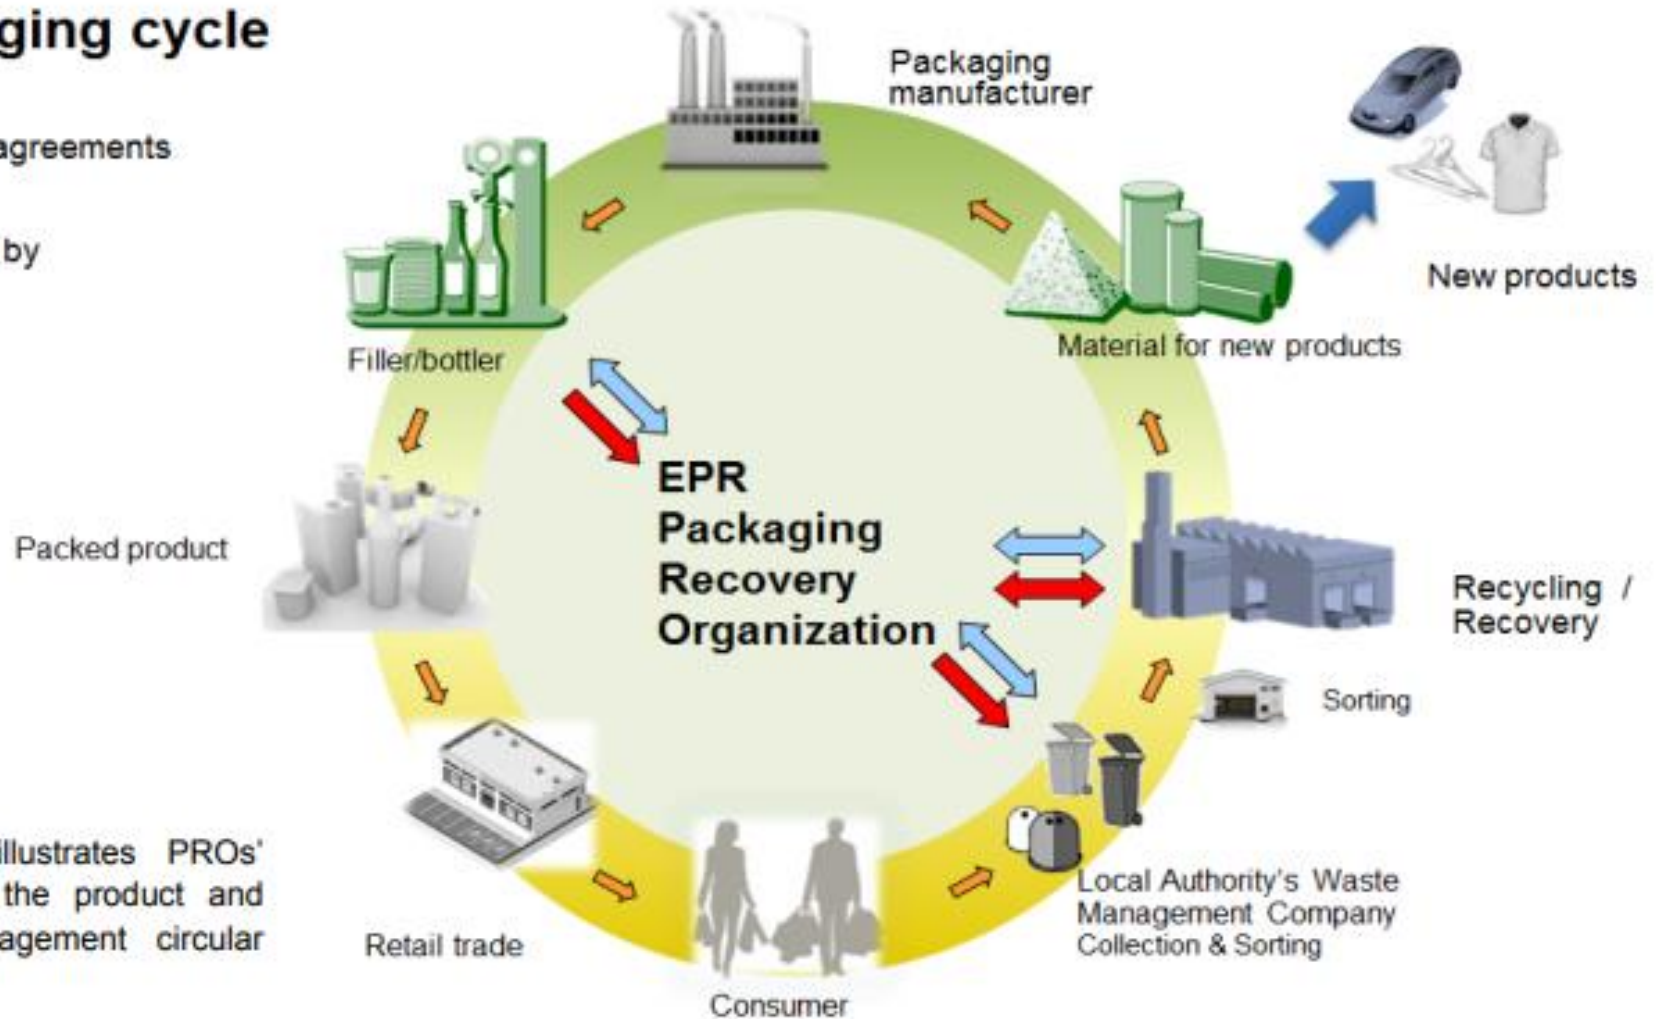 ging cycle
agreements
by
illustrates PROs'
the product and
agement circular
Packaging
manufacturer
New products
Material for new products
Filler/bottler
EPR
Packaging
Recovery
Organization
Packed product
Recycling /
Recovery
Sorting
Local Authority's Waste
Management Company
Collection & Sorting
Retail trade
Consumer